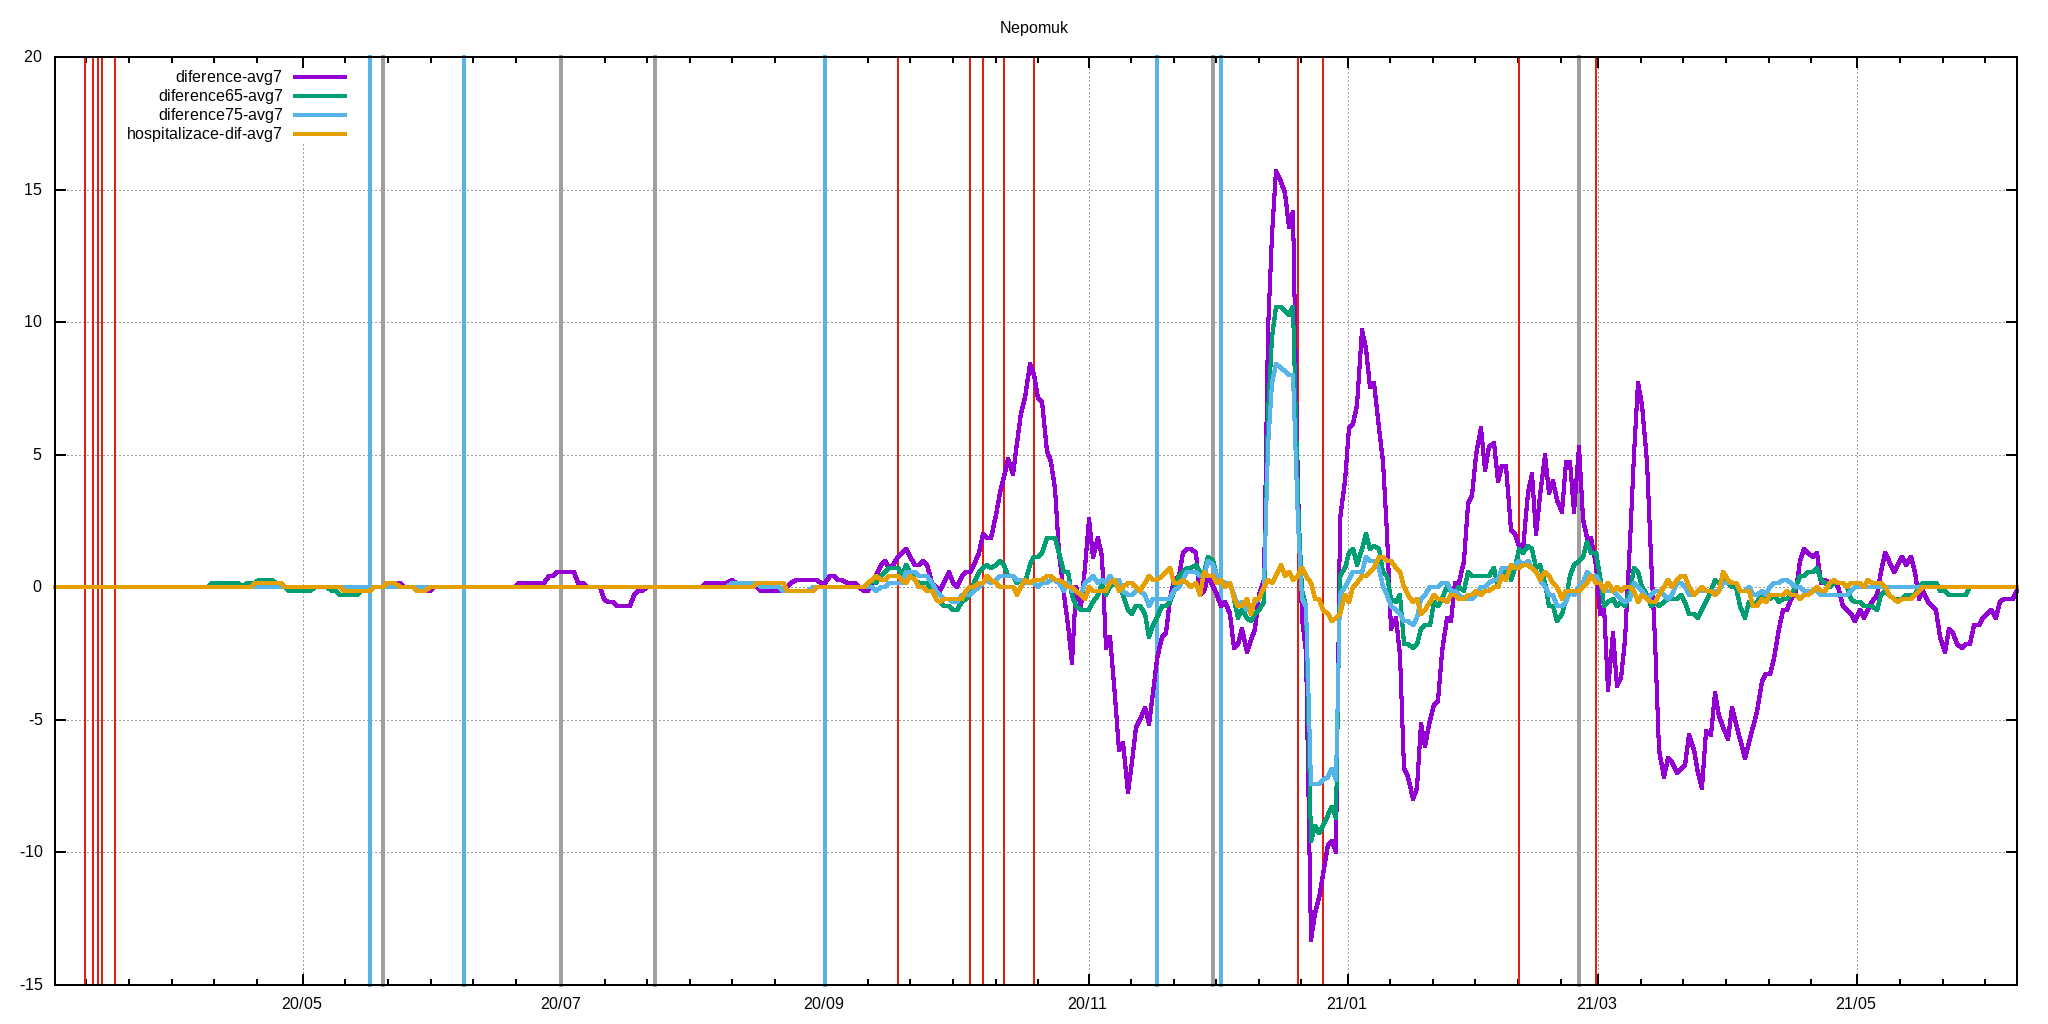 Nepomuk
20
15
10
5
0
-5
-10
-15
diference-avg7
diference65-avg7
diference75-avg7
hospitalizace-dif-avg7
20/05 20/07 20/09 20/11 21/01 21/03 21/05